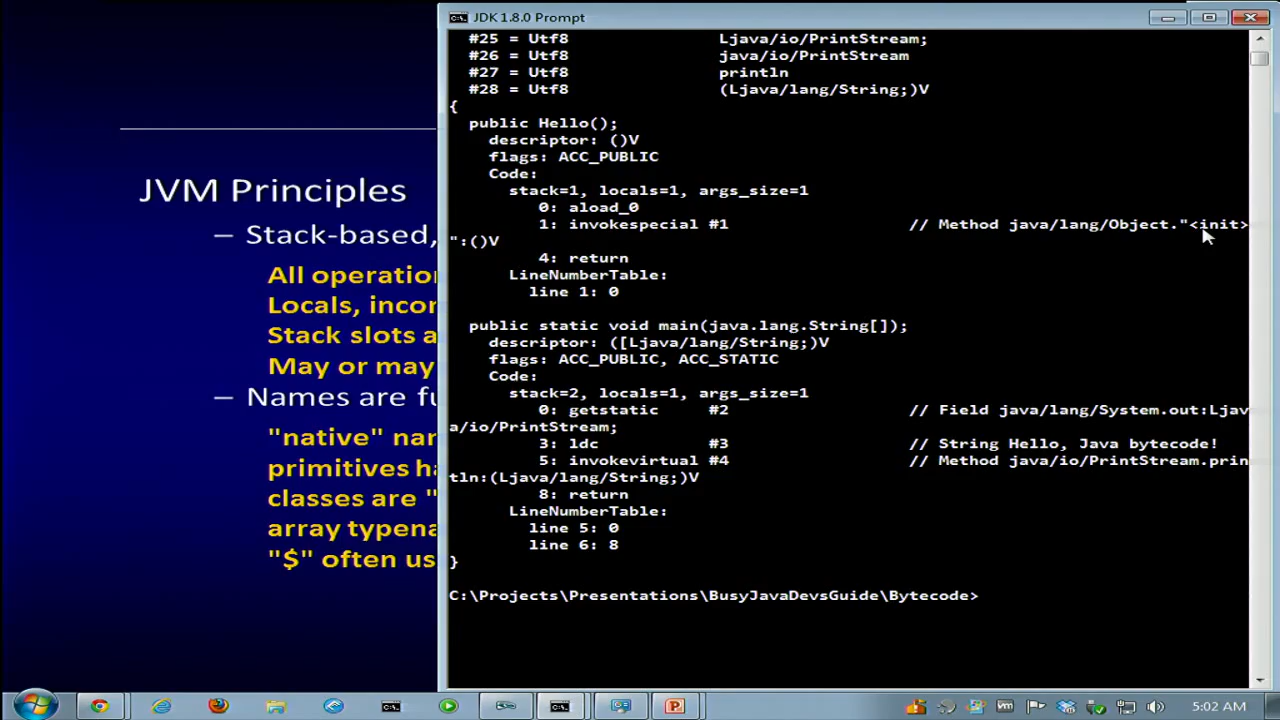 JDK 1.8.0 Prompt
#25 = Utf8 Ljava/io/PrintStream;
#26 = Utf8 java/io/PrintStream
#27 = Utf8 println
#28 = Utf8 (Ljava/lang/String;)V
{
public Hello();
descriptor: ()V
flags: ACC_PUBLIC
Code:
stack=1, locals=1, args_size=1
0: aload_0
1: invokespecial #1 // Method java/lang/Object."<init>
":()V
4: return
LineNumberTable:
line 1: 0
public static void main(java.lang.String[]);
descriptor: ([Ljava/lang/String;)V
flags: ACC_PUBLIC, ACC_STATIC
Code:
stack=2, locals=1, args_size=1
0: getstatic #2 // Field java/lang/System.out:Ljav
a/io/PrintStream;
3: ldc #3 // String Hello, Java bytecode!
5: invokevirtual #4 // Method java/io/PrintStream.prin
tln:(Ljava/lang/String;)V
8: return
LineNumberTable:
line 5: 0
line 6: 8
}
C:\Projects\Presentations\BusyJavaDevsGuide\Bytecode>
JVM Principles
– Stack-based,
All operation
Locals, incor
Stack slots a
May or may
– Names are fu
"native" nar
primitives ha
classes are "
array typena
"$" often us
5:02 AM